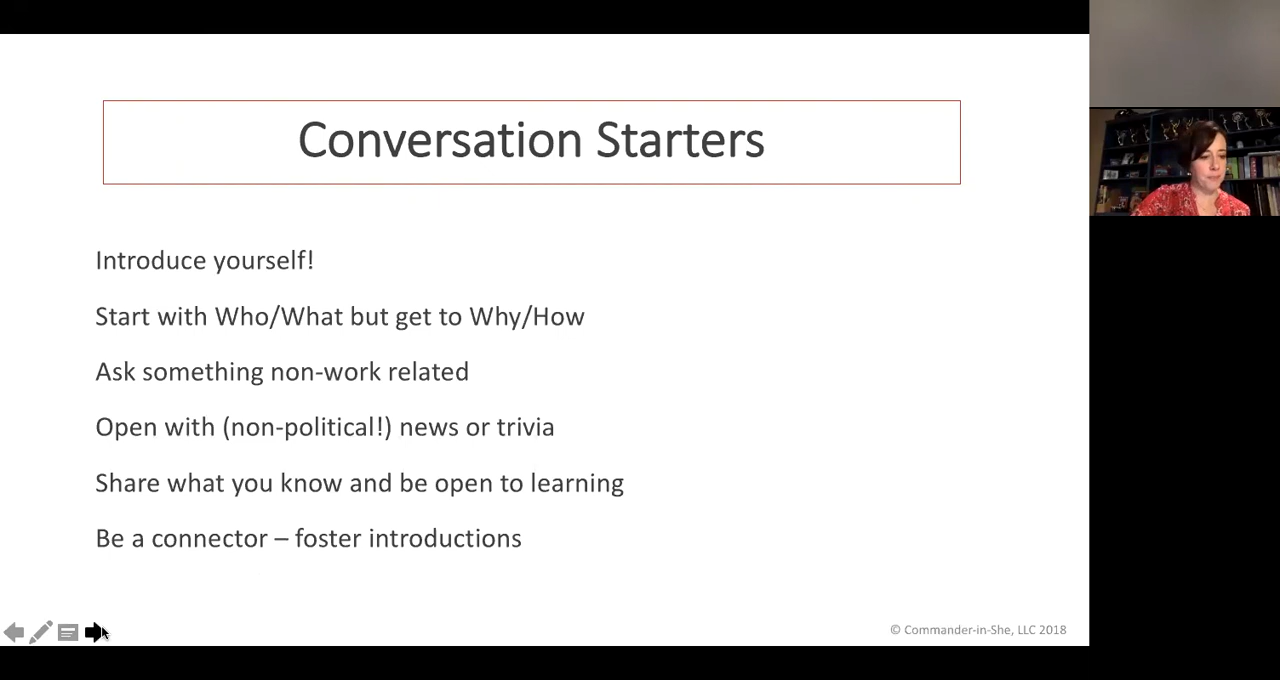 Conversation Starters
Introduce yourself!
Start with Who/What but get to Why/How
Ask something non-work related
Open with (non-political!) news or trivia
Share what you know and be open to learning
Be a connector – foster introductions
© Commander-in-She, LLC 2018